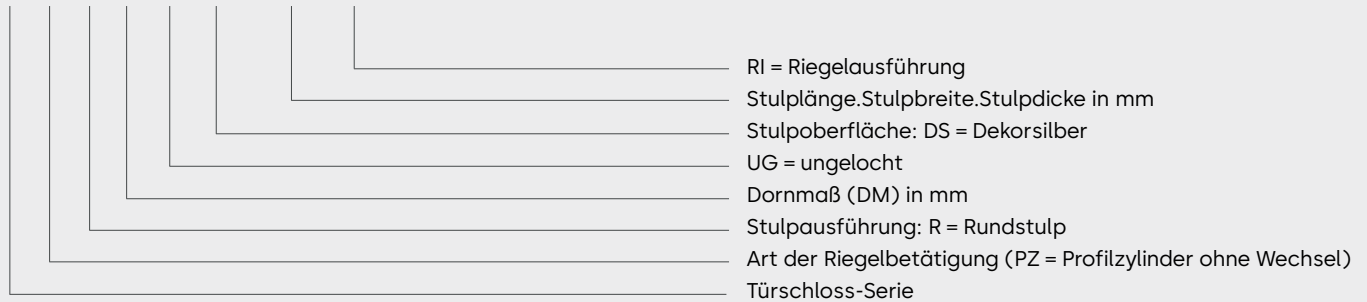 RI = Riegelausführung
Stulplänge.Stulpbreite.Stulpdicke in mm
Stulpoberfläche: DS = Dekorsilber
UG = ungelocht
Dornmaß (DM) in mm
Stulpausführung: R = Rundstulp
Art der Riegelbetätigung (PZ = Profilzylinder ohne Wechsel)
Türschloss-Serie